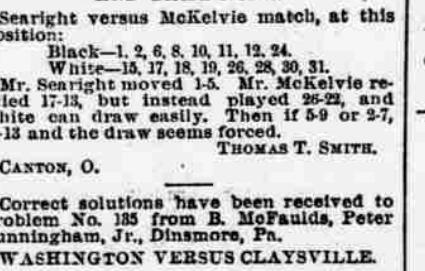 Searight versus McKelvie match, at this
osition:
Black—1, 2, 6, 8, 10, 11, 12, 24.
White—15, 17, 18, 19, 26, 28, 30, 31.
Mr. Searight moved 1-5. Mr. McKelvie re-
lied 17-13, but instead played 26-22, and
hite can draw easily. Then if 5-9 or 2-7,
-13 and the draw seems forced.
THOMAS T. SMITH.
CANTON, O.
Correct solutions have been received to
roblem No. 135 from B. McFaulds, Peter
unningham, Jr., Dinsmore, Pa.
WASHINGTON VERSUS CLAYSVILLE.